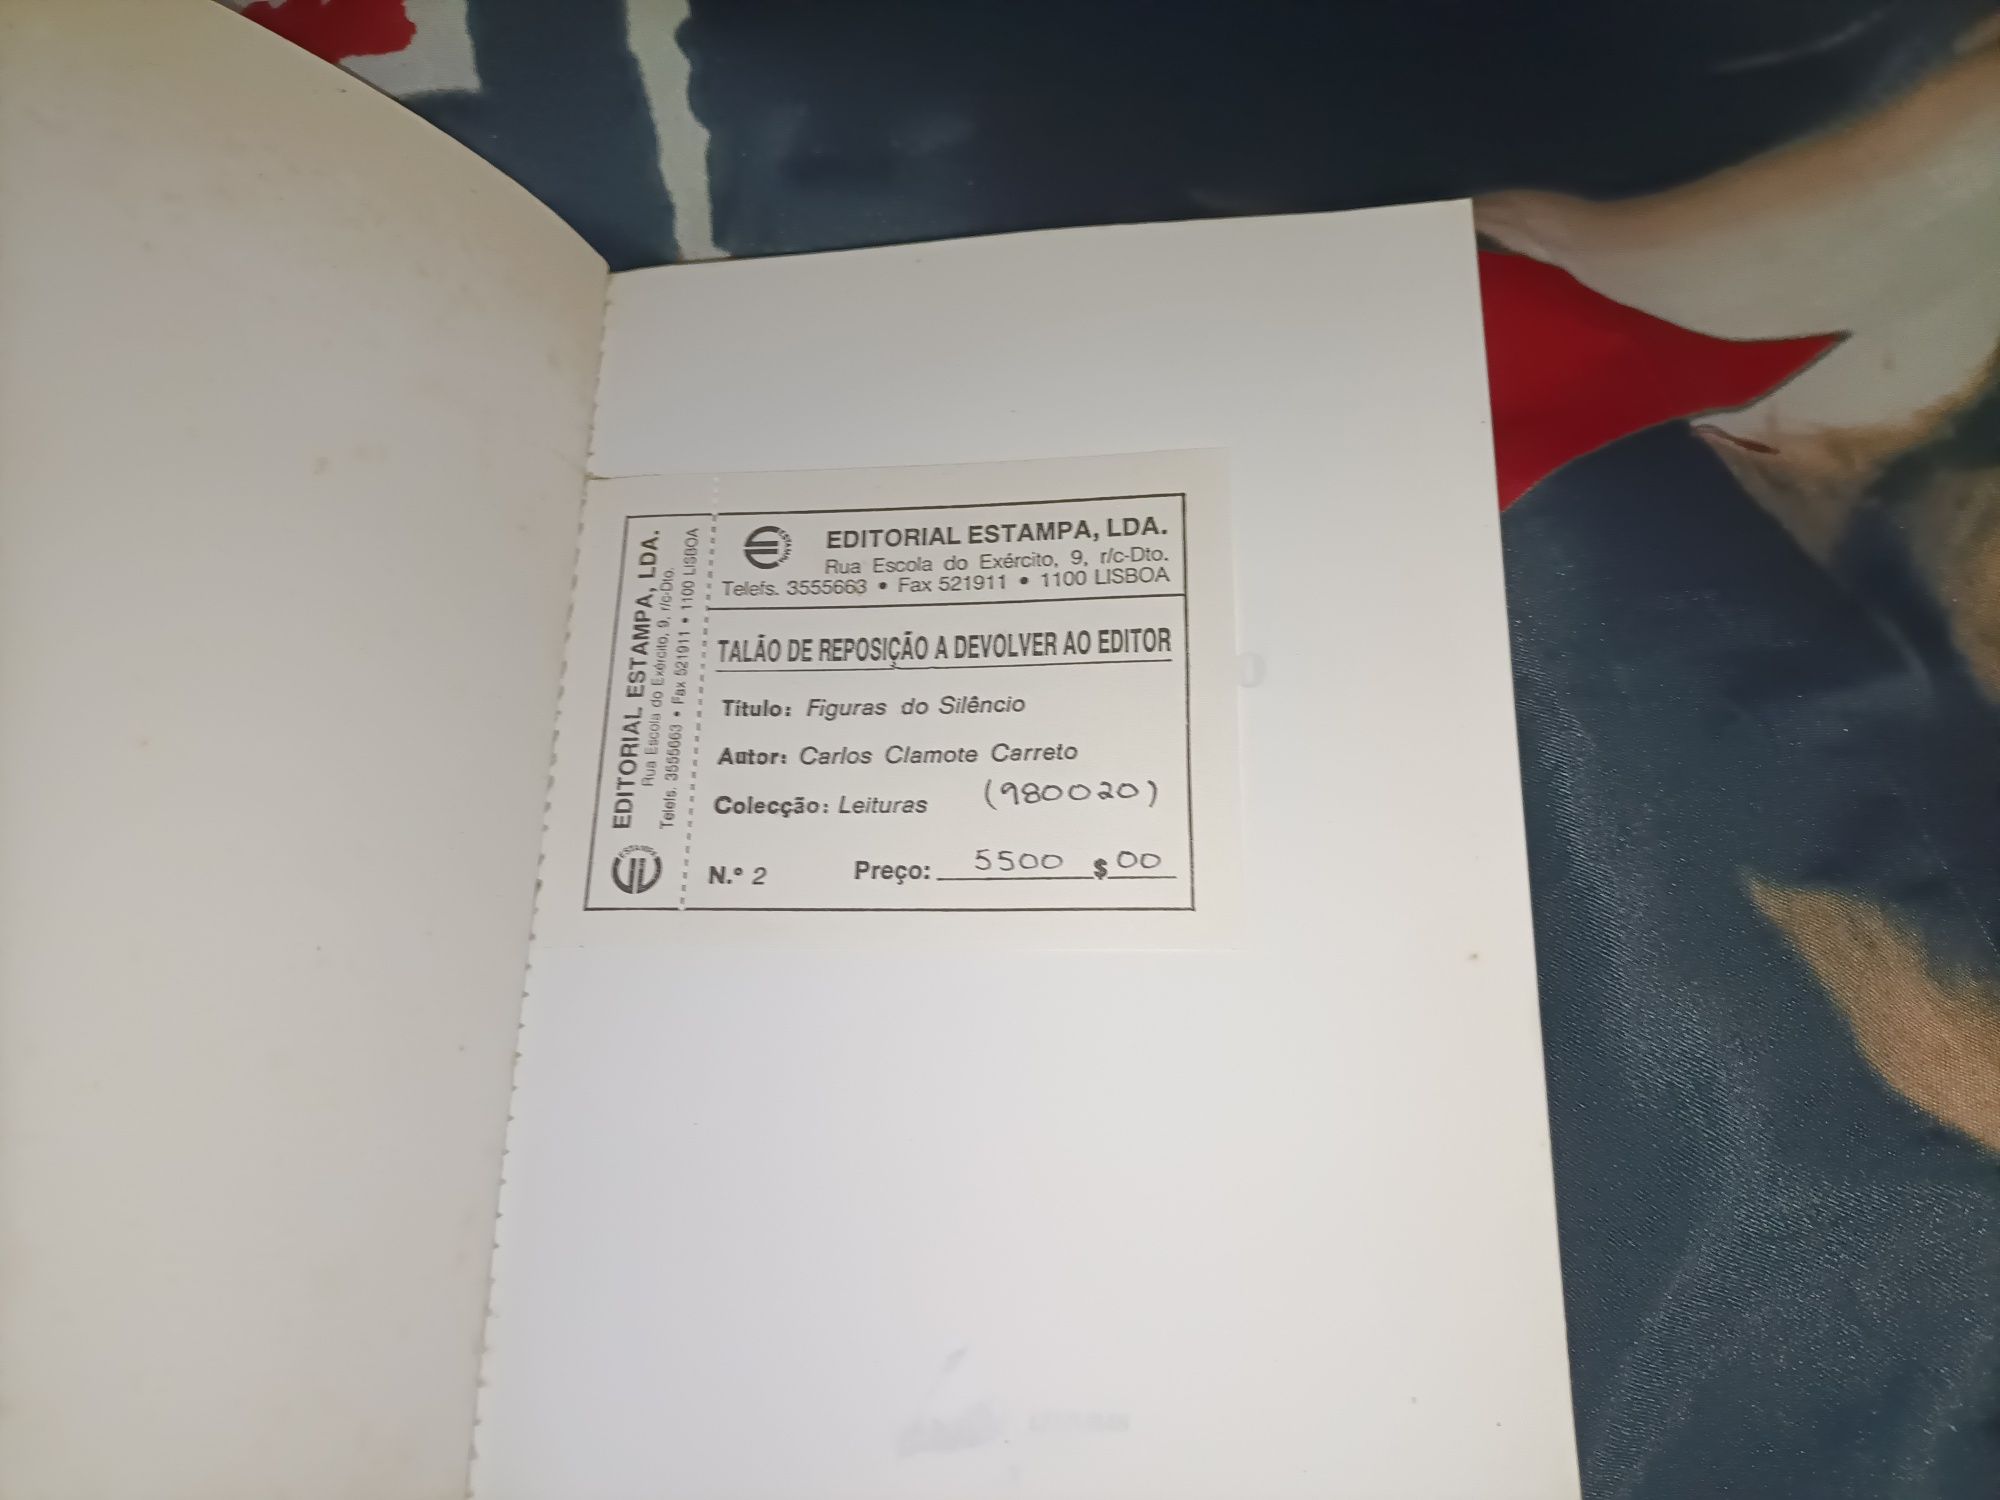 EDITORIAL ESTAMPA, LDA.
Rua Escola do Exército, 9, r/c-Dto.
Telefs. 3555663 • Fax 521911 • 1100 LISBOA
ESTAMPA
EDITORIAL ESTAMPA, LDA.
Rua Escola do Exército, 9, r/c-Dto.
Telefs. 3555663 • Fax 521911 • 1100 LISBOA
TALÃO DE REPOSIÇÃO A DEVOLVER AO EDITOR
Título: Figuras do Silêncio
Autor: Carlos Clamote Carreto
Colecção: Leituras (980020)
N.º 2 Preço: 5500 $ 00